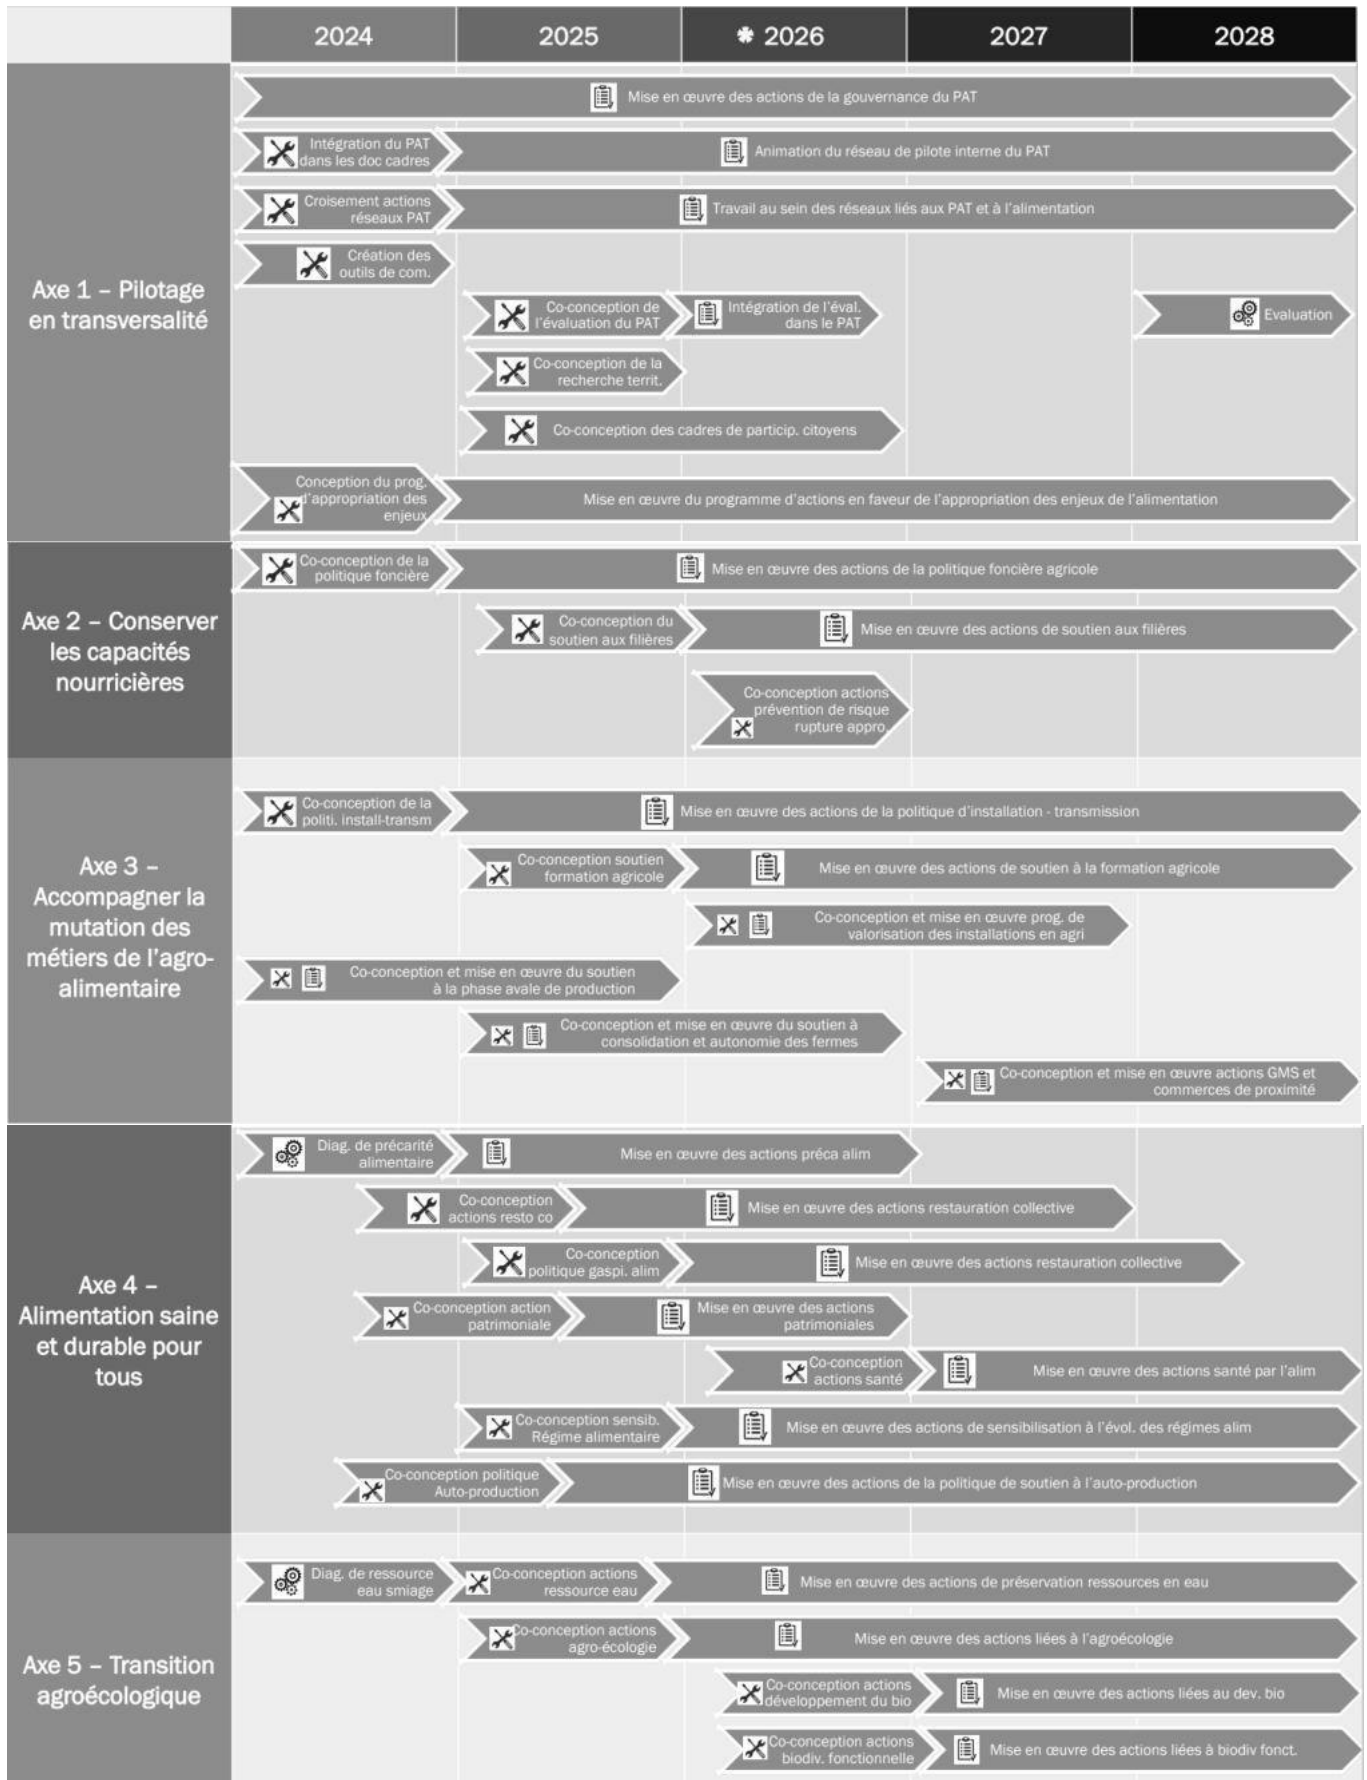 2024
2025
* 2026
2027
2028
Axe 1 – Pilotage
en transversalité
Mise en œuvre des actions de la gouvernance du PAT
Intégration du PAT
dans les doc cadres
Animation du réseau de pilote interne du PAT
Croisement actions
réseaux PAT
Travail au sein des réseaux liés aux PAT et à l'alimentation
Création des
outils de com.
Co-conception de
l'évaluation du PAT
Intégration de l'éval.
dans le PAT
Evaluation
Co-conception de la
recherche territ.
Co-conception des cadres de particip. citoyens
Conception du prog.
d'appropriation des
enjeux
Mise en œuvre du programme d'actions en faveur de l'appropriation des enjeux de l'alimentation
Axe 2 – Conserver
les capacités
nourricières
Co-conception de la
politique foncière
Mise en œuvre des actions de la politique foncière agricole
Co-conception du
soutien aux filières
Mise en œuvre des actions de soutien aux filières
Co-conception actions
prévention de risque
rupture appro.
Axe 3 –
Accompagner la
mutation des
métiers de l'agro-
alimentaire
Co-conception de la
politi. install-transm
Mise en œuvre des actions de la politique d'installation - transmission
Co-conception soutien
formation agricole
Mise en œuvre des actions de soutien à la formation agricole
Co-conception et mise en œuvre prog. de
valorisation des installations en agri
Co-conception et mise en œuvre du soutien
à la phase avale de production
Co-conception et mise en œuvre du soutien à
consolidation et autonomie des fermes
Co-conception et mise en œuvre actions GMS et
commerces de proximité
Axe 4 –
Alimentation saine
et durable pour
tous
Diag. de précarité
alimentaire
Mise en œuvre des actions préca alim
Co-conception
actions resto co
Mise en œuvre des actions restauration collective
Co-conception
politique gaspi. alim
Mise en œuvre des actions restauration collective
Co-conception action
patrimoniale
Mise en œuvre des actions
patrimoniales
Co-conception
actions santé
Mise en œuvre des actions santé par l'alim
Co-conception sensib.
Régime alimentaire
Mise en œuvre des actions de sensibilisation à l'évol. des régimes alim
Co-conception politique
Auto-production
Mise en œuvre des actions de la politique de soutien à l'auto-production
Axe 5 – Transition
agroécologique
Diag. de ressource
eau smiage
Co-conception actions
ressource eau
Mise en œuvre des actions de préservation ressources en eau
Co-conception actions
agro-écologie
Mise en œuvre des actions liées à l'agroécologie
Co-conception actions
développement du bio
Mise en œuvre des actions liées au dev. bio
Co-conception actions
biodiv. fonctionnelle
Mise en œuvre des actions liées à biodiv fonct.